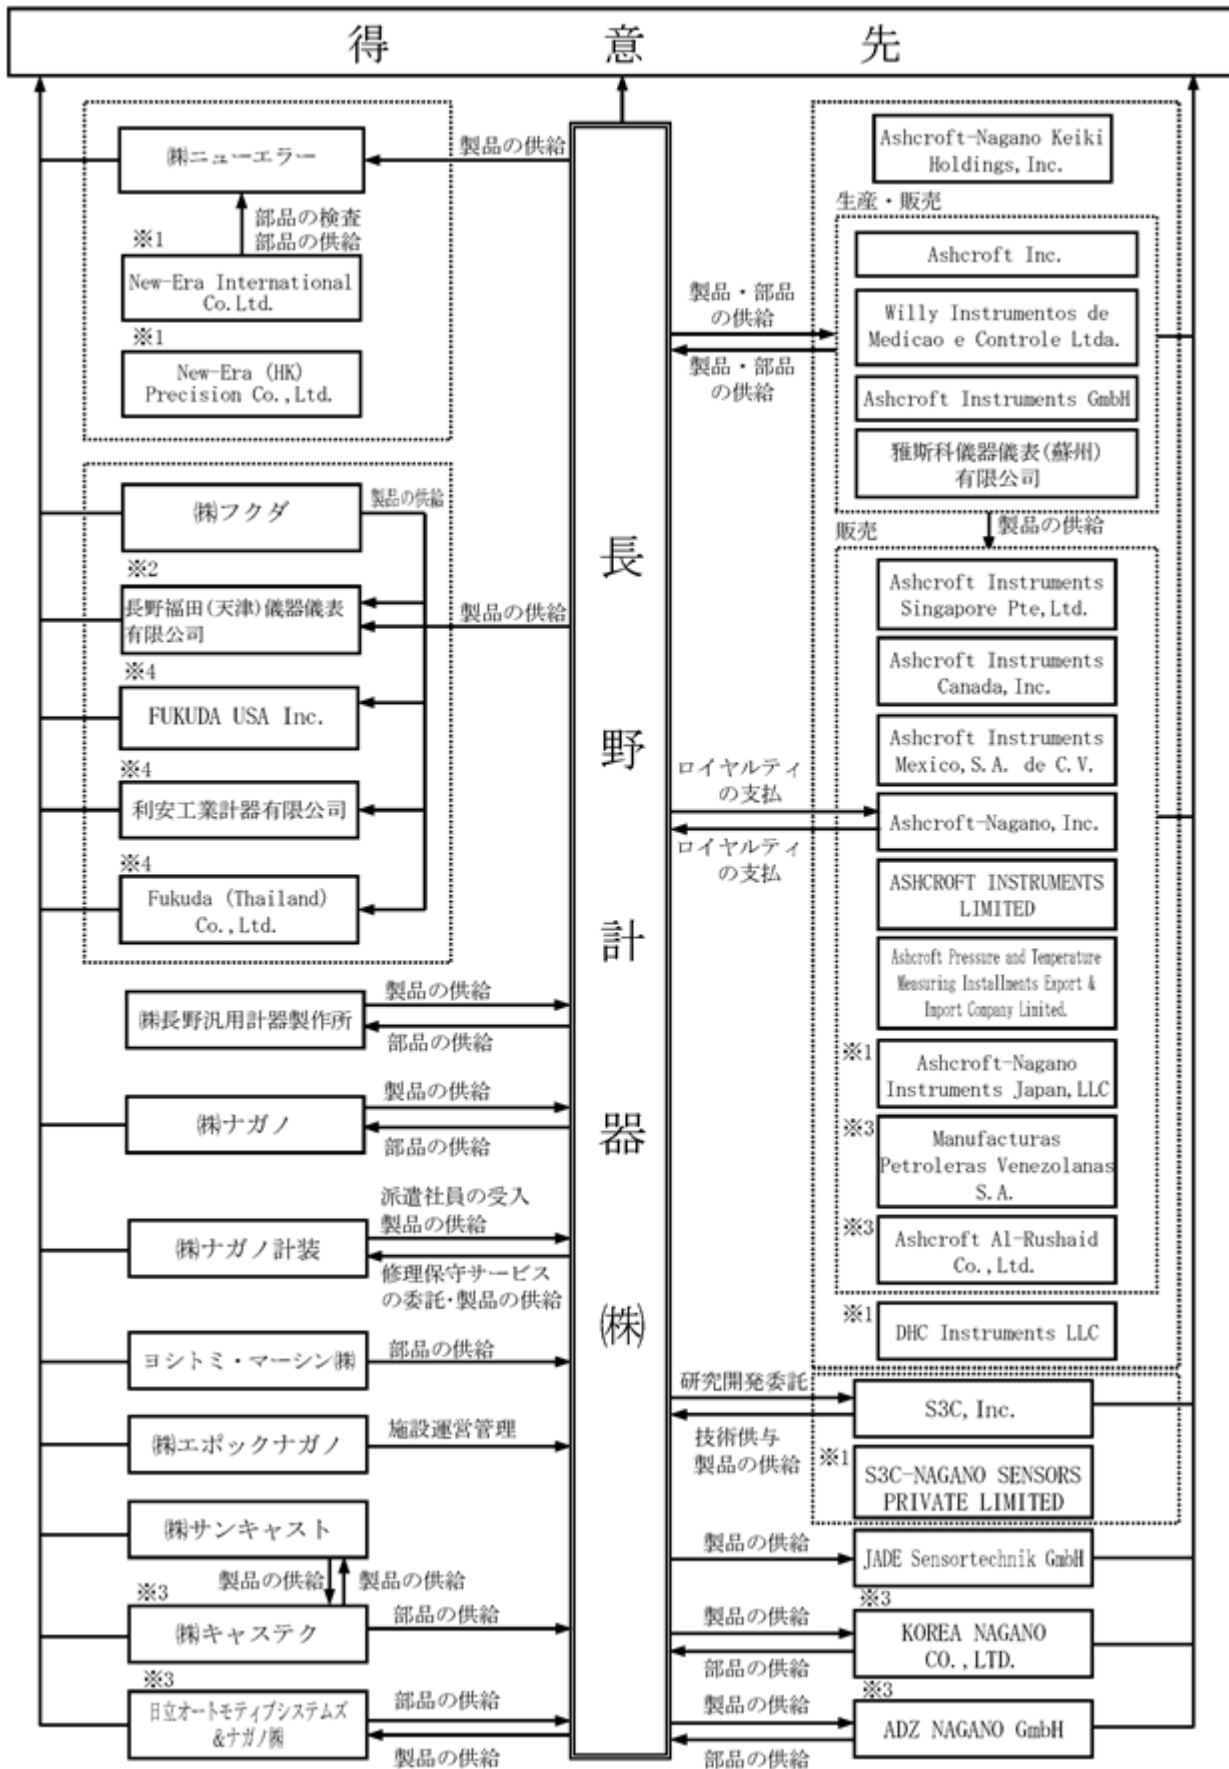 得意先
㈱ニューエラー
製品の供給
部品の検査
部品の供給
※1
New-Era International
Co.Ltd.
※1
New-Era (HK)
Precision Co.,Ltd.
㈱フクダ
製品の供給
※2
長野福田(天津)儀器儀表
有限公司
製品の供給
※4
FUKUDA USA Inc.
※4
利安工業計器有限公司
※4
Fukuda (Thailand)
Co.,Ltd.
㈱長野汎用計器製作所
製品の供給
部品の供給
㈱ナガノ
製品の供給
部品の供給
㈱ナガノ計装
派遣社員の受入
製品の供給
修理保守サービス
の委託・製品の供給
ヨシトミ・マーシン㈱
部品の供給
㈱エポックナガノ
施設運営管理
㈱サンキャスト
製品の供給
製品の供給
※3
㈱キャステク
部品の供給
※3
日立オートモティブシステムズ
&ナガノ㈱
部品の供給
製品の供給
長野計器㈱
Ashcroft-Nagano Keiki
Holdings,Inc.
生産・販売
Ashcroft Inc.
Willy Instrumentos de
Medicao e Controle Ltda.
Ashcroft Instruments GmbH
雅斯科儀器儀表(蘇州)
有限公司
製品・部品
の供給
製品・部品
の供給
製品の供給
販売
Ashcroft Instruments
Singapore Pte,Ltd.
Ashcroft Instruments
Canada,Inc.
Ashcroft Instruments
Mexico,S.A. de C.V.
Ashcroft-Nagano,Inc.
ロイヤルティ
の支払
ロイヤルティ
の支払
ASHCROFT INSTRUMENTS
LIMITED
Ashcroft Pressure and Temperature
Measuring Installments Export &
Import Company Limited.
※1
Ashcroft-Nagano
Instruments Japan,LLC
※3
Manufacturas
Petroleras Venezolanas
S.A.
※3
Ashcroft Al-Rushaid
Co.,Ltd.
※1
DHC Instruments LLC
研究開発委託
S3C,Inc.
技術供与
製品の供給
※1
S3C-NAGANO SENSORS
PRIVATE LIMITED
製品の供給
JADE Sensortechnik GmbH
※3
製品の供給
KOREA NAGANO
CO.,LTD.
部品の供給
※3
製品の供給
ADZ NAGANO GmbH
部品の供給